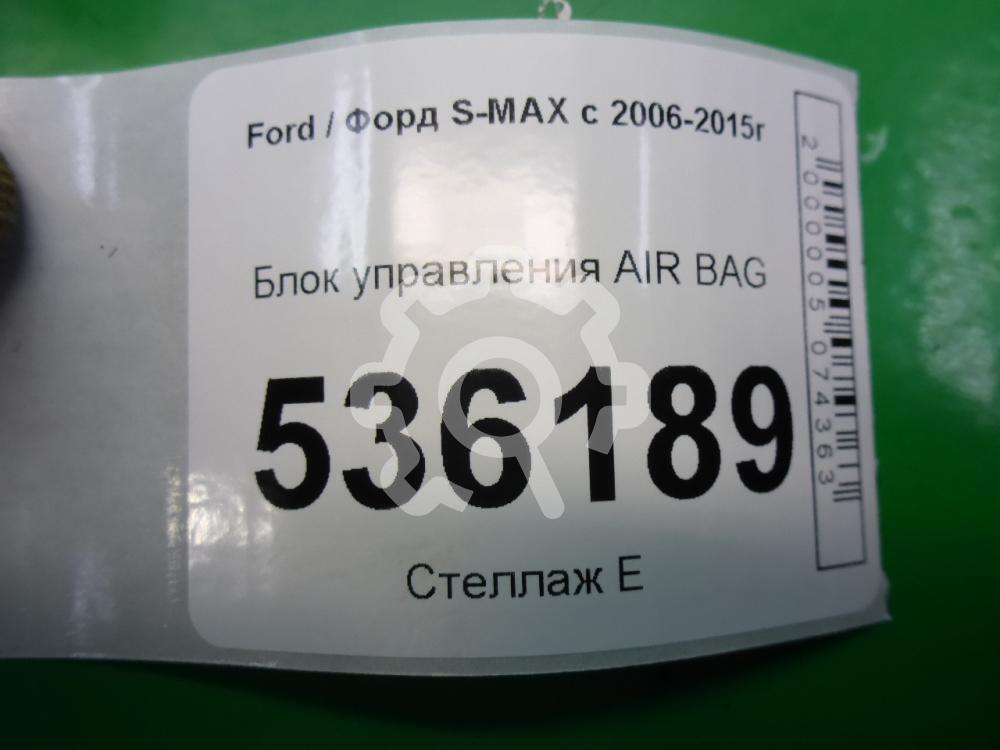 Ford / Форд S-MAX с 2006-2015г
Блок управления AIR BAG
536189
Стеллаж Е
2000005074363